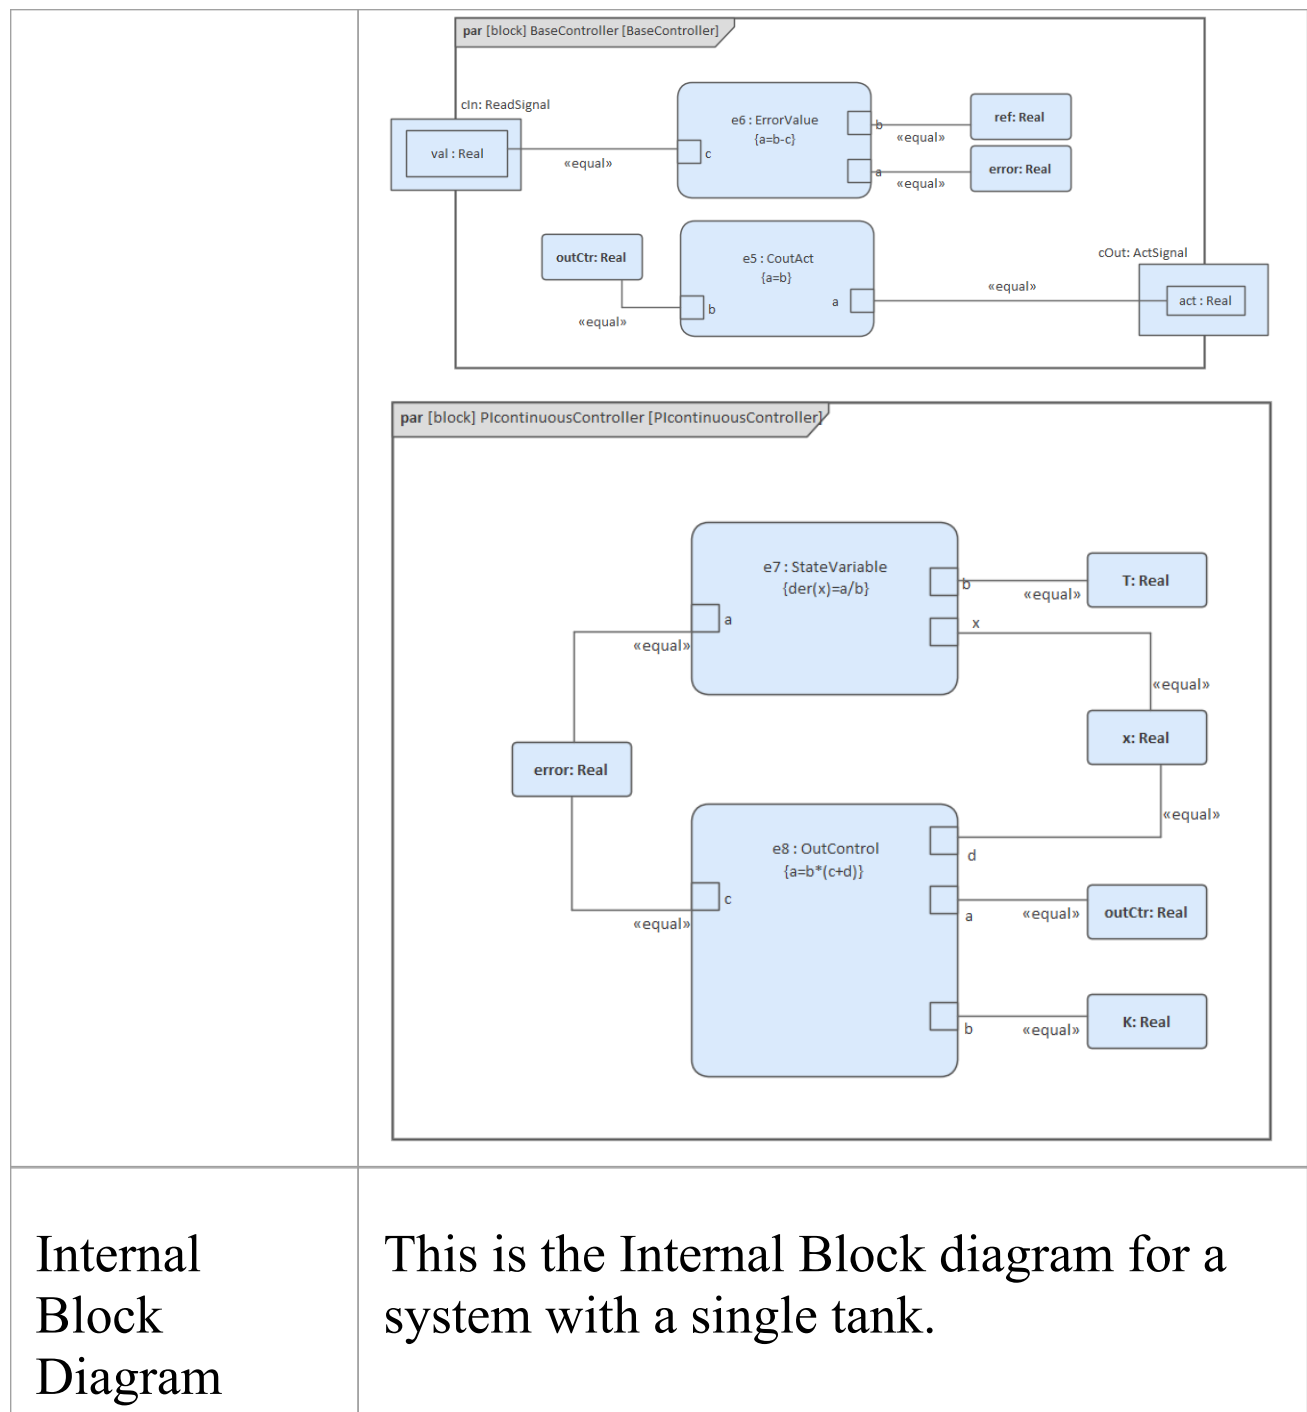 par [block] BaseController [BaseController]
cIn: ReadSignal
val : Real
«equal»
c
e6 : ErrorValue
{a=b-c}
b
«equal»
ref: Real
a
«equal»
error: Real
outCtr: Real
«equal»
b
e5 : CoutAct
{a=b}
a
«equal»
cOut: ActSignal
act : Real
par [block] PIcontinuousController [PIcontinuousController]
e7 : StateVariable
{der(x)=a/b}
b
«equal»
T: Real
a
«equal»
x
«equal»
x: Real
error: Real
«equal»
e8 : OutControl
{a=b*(c+d)}
d
c
«equal»
a
«equal»
outCtr: Real
b
«equal»
K: Real
Internal
Block
Diagram
This is the Internal Block diagram for a
system with a single tank.